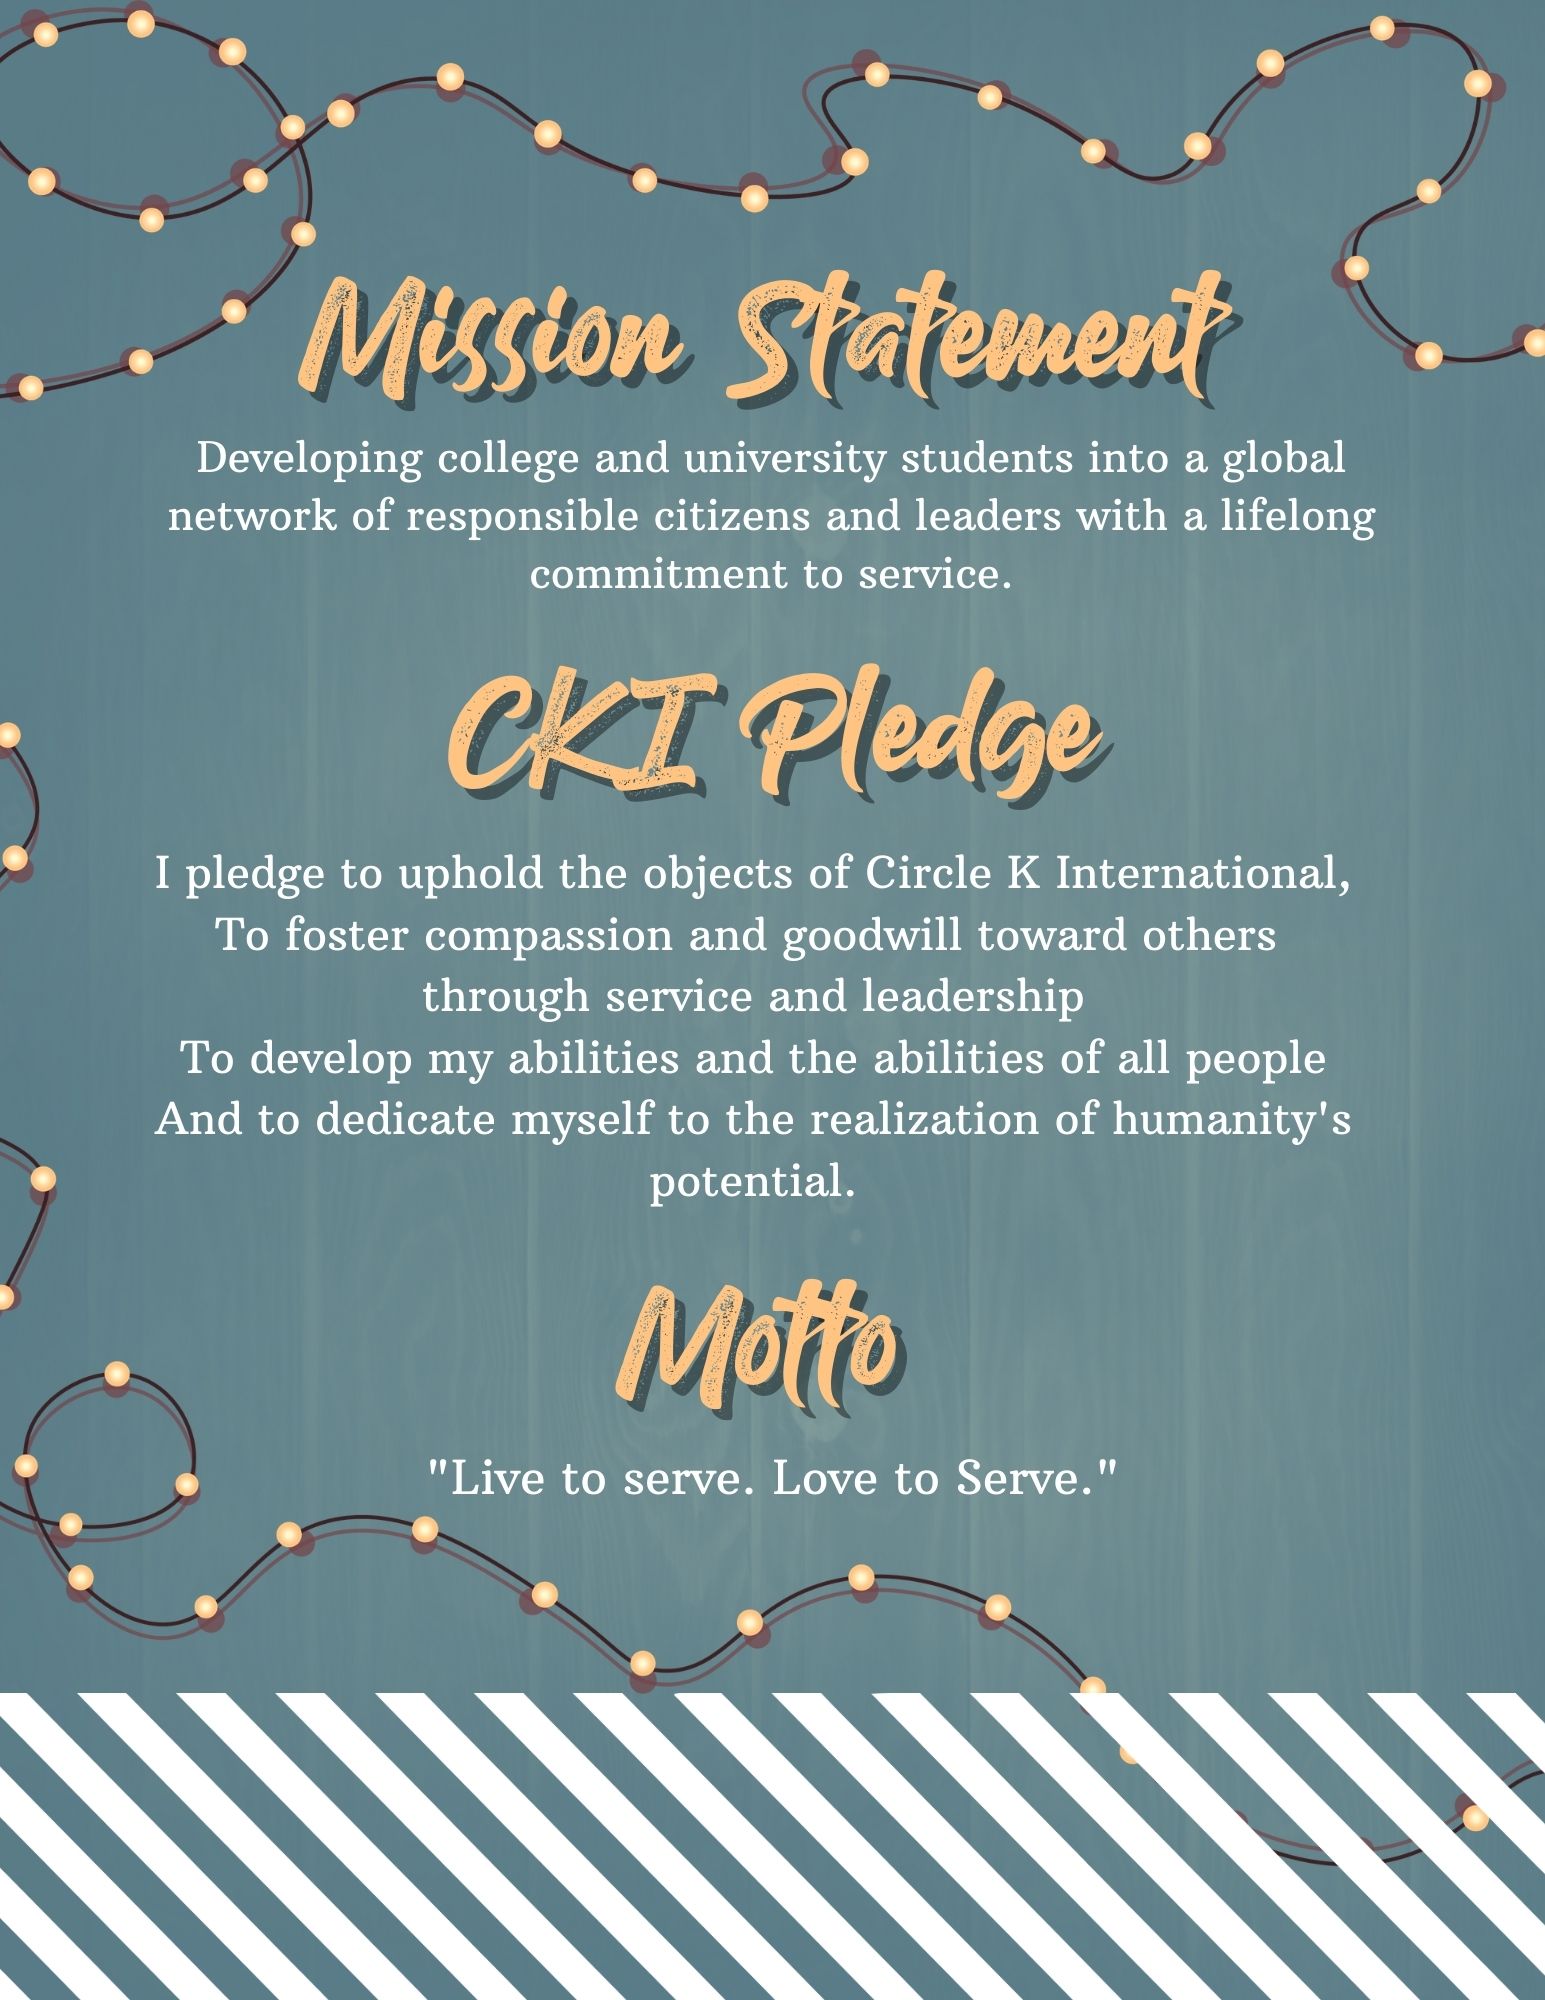 Mission Statement
Developing college and university students into a global
network of responsible citizens and leaders with a lifelong
commitment to service.
CKI Pledge
I pledge to uphold the objects of Circle K International,
To foster compassion and goodwill toward others
through service and leadership
To develop my abilities and the abilities of all people
And to dedicate myself to the realization of humanity's
potential.
Motto
"Live to serve. Love to Serve."